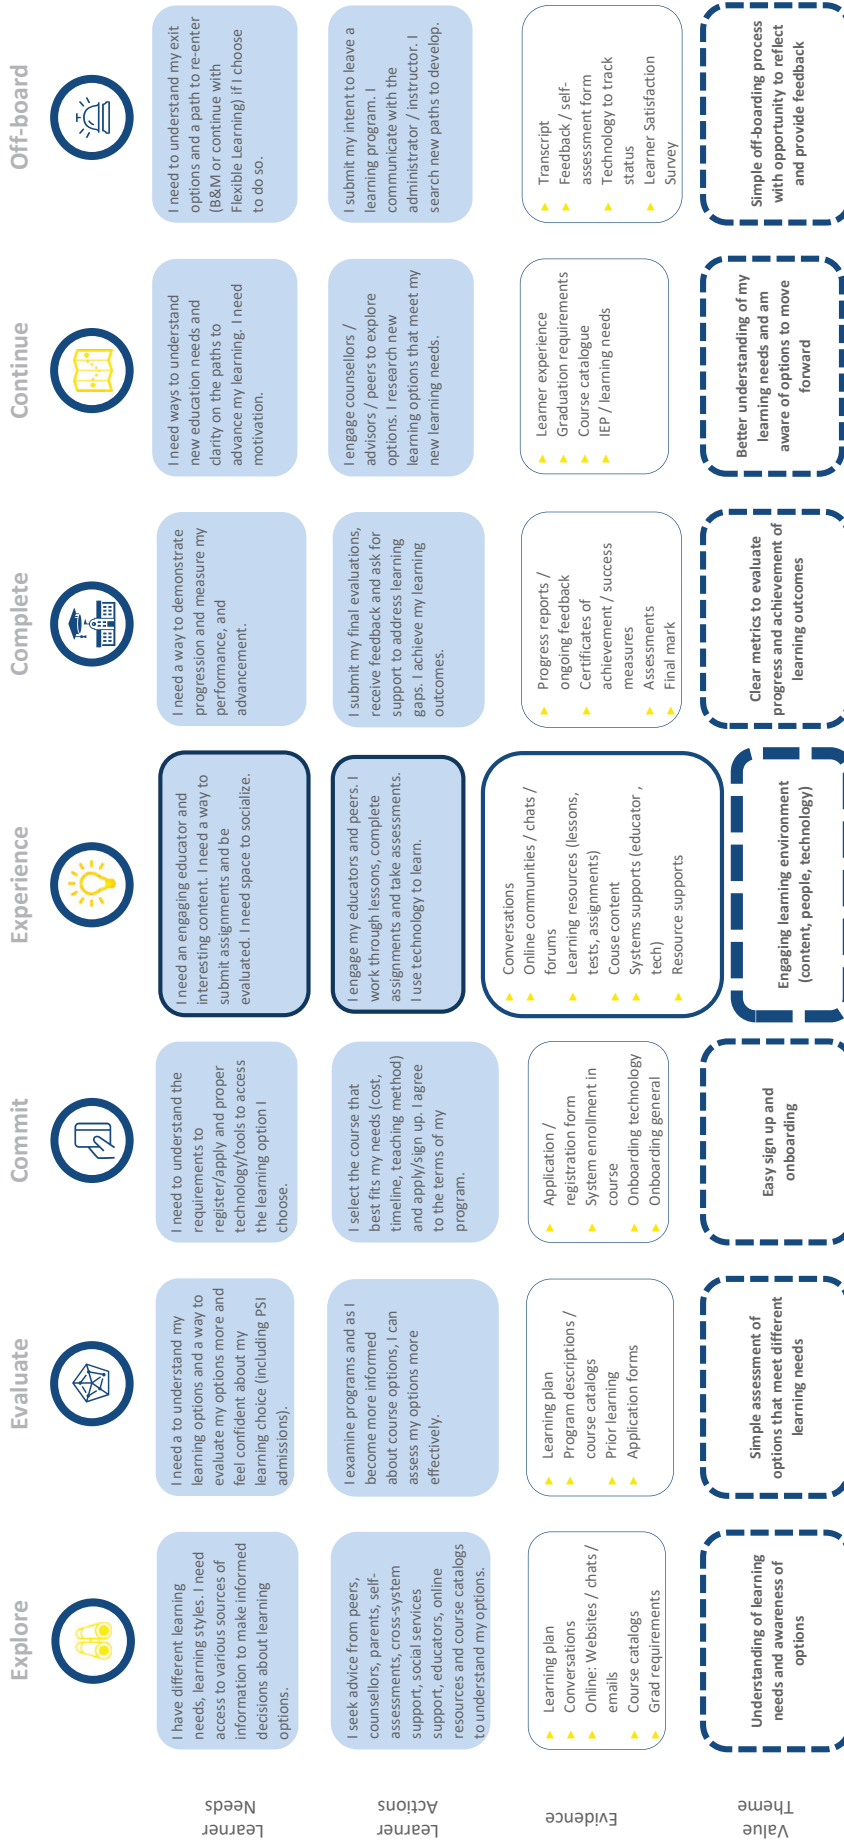 Explore
Evaluate
Commit
Experience
Complete
Continue
Off-board
Learner
Needs
I have different learning
needs, learning styles. I need
access to various sources of
information to make informed
decisions about learning
options.
I need a to understand my
learning options and a way to
evaluate my options more and
feel confident about my
learning choice (including PSI
admissions).
I need to understand the
requirements to
register/apply and proper
technology/tools to access
the learning option I
choose.
I need an engaging educator and
interesting content. I need a way to
submit assignments and be
evaluated. I need space to socialize.
I need a way to demonstrate
progression and measure my
performance, and
advancement.
I need ways to understand
new education needs and
clarity on the paths to
advance my learning. I need
motivation.
I need to understand my exit
options and a path to re-enter
(B&M or continue with
Flexible Learning) if I choose
to do so.
Learner
Actions
I seek advice from peers,
counsellors, parents, self-
assessments, cross-system
support, social services
support, educators, online
resources and course catalogs
to understand my options.
I examine programs and as I
become more informed
about course options, I can
assess my options more
effectively.
I select the course that
best fits my needs (cost,
timeline, teaching method)
and apply/sign up. I agree
to the terms of my
program.
I engage my educators and peers. I
work through lessons, complete
assignments and take assessments.
I use technology to learn.
I submit my final evaluations,
receive feedback and ask for
support to address learning
gaps. I achieve my learning
outcomes.
I engage counsellors /
advisors / peers to explore
options. I research new
learning options that meet my
new learning needs.
I submit my intent to leave a
learning program. I
communicate with the
administrator / instructor. I
search new paths to develop.
Evidence
Learning plan
Conversations
Online: Websites / chats /
emails
Course catalogs
Grad requirements
Learning plan
Program descriptions /
course catalogs
Prior learning
Application forms
Application /
registration form
System enrollment in
course
Onboarding technology
Onboarding general
Conversations
Online communities / chats /
forums
Learning resources (lessons,
tests, assignments)
Couse content
Systems supports (educator ,
tech)
Resource supports
Progress reports /
ongoing feedback
Certificates of
achievement / success
measures
Assessments
Final mark
Learner experience
Graduation requirements
Course catalogue
IEP / learning needs
Transcript
Feedback / self-
assessment form
Technology to track
status
Learner Satisfaction
Survey
Value
Theme
Understanding of learning
needs and awareness of
options
Simple assessment of
options that meet different
learning needs
Easy sign up and
onboarding
Engaging learning environment
(content, people, technology)
Clear metrics to evaluate
progress and achievement of
learning outcomes
Better understanding of my
learning needs and am
aware of options to move
forward
Simple off-boarding process
with opportunity to reflect
and provide feedback